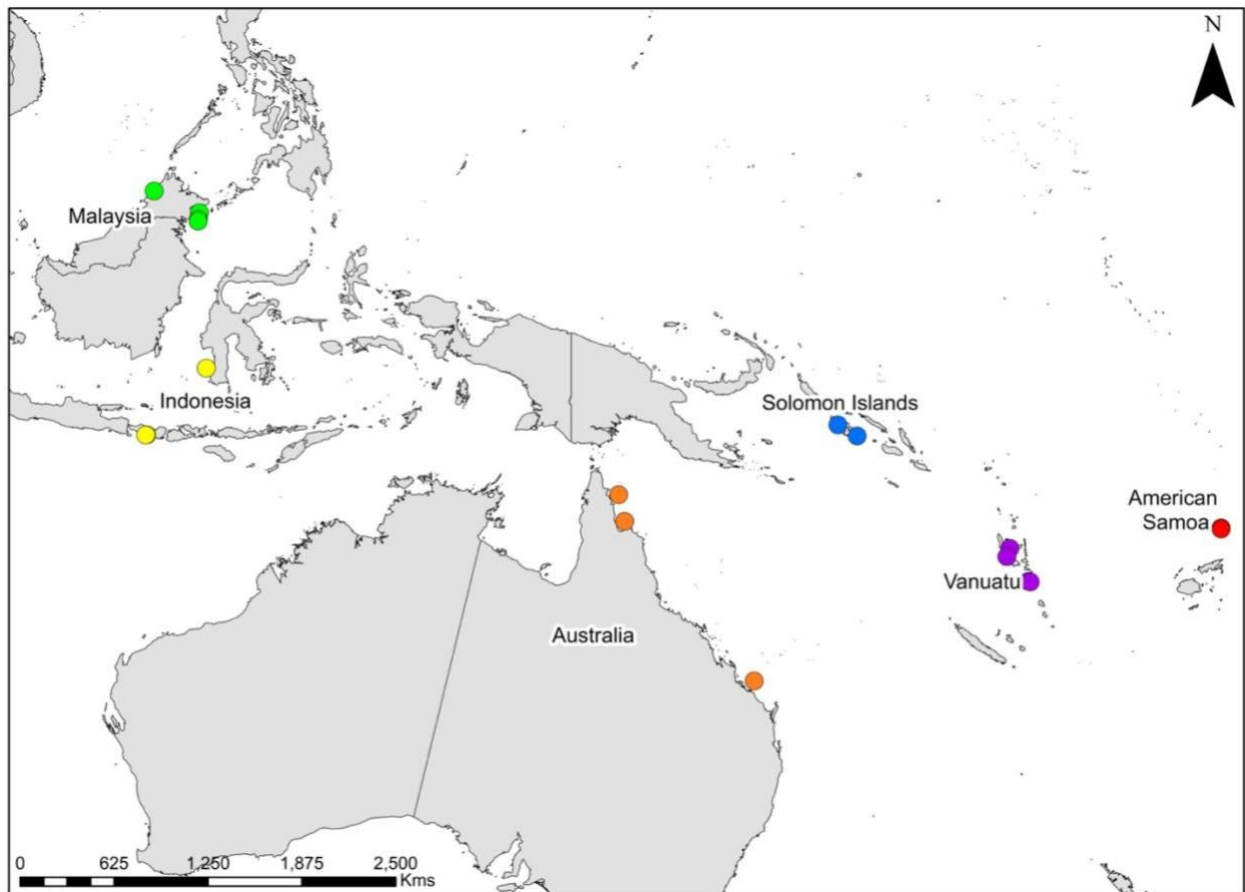 N
Malaysia
Indonesia
Solomon Islands
American
Samoa
Vanuatu
Australia
0 625 1,250 1,875 2,500
Kms